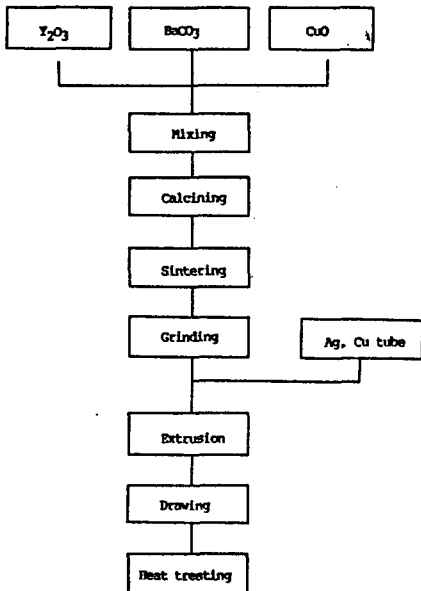 Y₂O₃
BaCO₃
CuO
Mixing
Calcining
Sintering
Grinding
Ag, Cu tube
Extrusion
Drawing
Heat treating